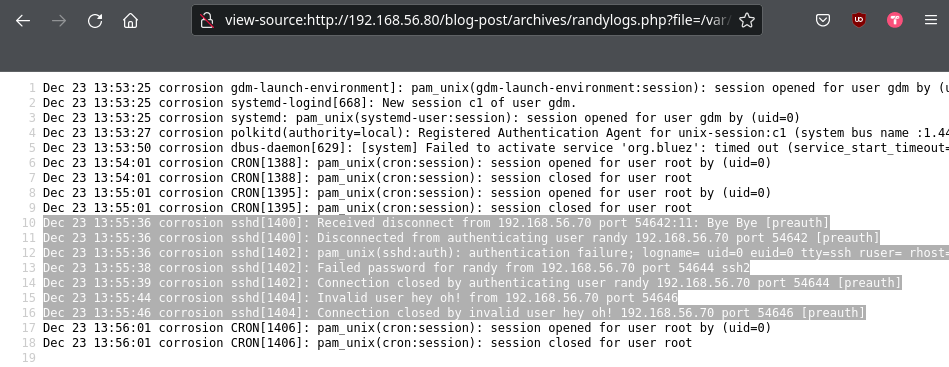 view-source:http://192.168.56.80/blog-post/archives/randylogs.php?file=/var/
1 Dec 23 13:53:25 corrosion gdm-launch-environment]: pam_unix(gdm-launch-environment:session): session opened for user gdm by (u
2 Dec 23 13:53:25 corrosion systemd-logind[668]: New session c1 of user gdm.
3 Dec 23 13:53:25 corrosion systemd: pam_unix(systemd-user:session): session opened for user gdm by (uid=0)
4 Dec 23 13:53:27 corrosion polkitd(authority=local): Registered Authentication Agent for unix-session:c1 (system bus name :1.44
5 Dec 23 13:53:50 corrosion dbus-daemon[629]: [system] Failed to activate service 'org.bluez': timed out (service_start_timeout=
6 Dec 23 13:54:01 corrosion CRON[1388]: pam_unix(cron:session): session opened for user root by (uid=0)
7 Dec 23 13:54:01 corrosion CRON[1388]: pam_unix(cron:session): session closed for user root
8 Dec 23 13:55:01 corrosion CRON[1395]: pam_unix(cron:session): session opened for user root by (uid=0)
9 Dec 23 13:55:01 corrosion CRON[1395]: pam_unix(cron:session): session closed for user root
10 Dec 23 13:55:36 corrosion sshd[1400]: Received disconnect from 192.168.56.70 port 54642:11: Bye Bye [preauth]
11 Dec 23 13:55:36 corrosion sshd[1400]: Disconnected from authenticating user randy 192.168.56.70 port 54642 [preauth]
12 Dec 23 13:55:36 corrosion sshd[1402]: pam_unix(sshd:auth): authentication failure; logname= uid=0 euid=0 tty=ssh ruser= rhost=
13 Dec 23 13:55:38 corrosion sshd[1402]: Failed password for randy from 192.168.56.70 port 54644 ssh2
14 Dec 23 13:55:39 corrosion sshd[1402]: Connection closed by authenticating user randy 192.168.56.70 port 54644 [preauth]
15 Dec 23 13:55:44 corrosion sshd[1404]: Invalid user hey oh! from 192.168.56.70 port 54646
16 Dec 23 13:55:46 corrosion sshd[1404]: Connection closed by invalid user hey oh! 192.168.56.70 port 54646 [preauth]
17 Dec 23 13:56:01 corrosion CRON[1406]: pam_unix(cron:session): session opened for user root by (uid=0)
18 Dec 23 13:56:01 corrosion CRON[1406]: pam_unix(cron:session): session closed for user root
19